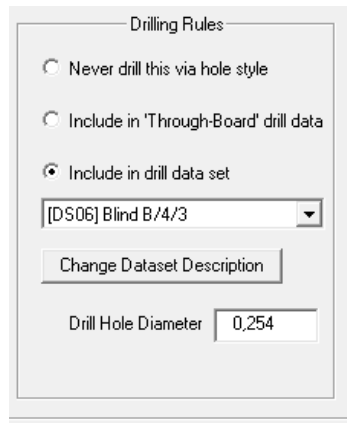 Drilling Rules
Never drill this via hole style
Include in 'Through-Board' drill data
Include in drill data set
[DS06] Blind B/4/3
Change Dataset Description
Drill Hole Diameter 0,254